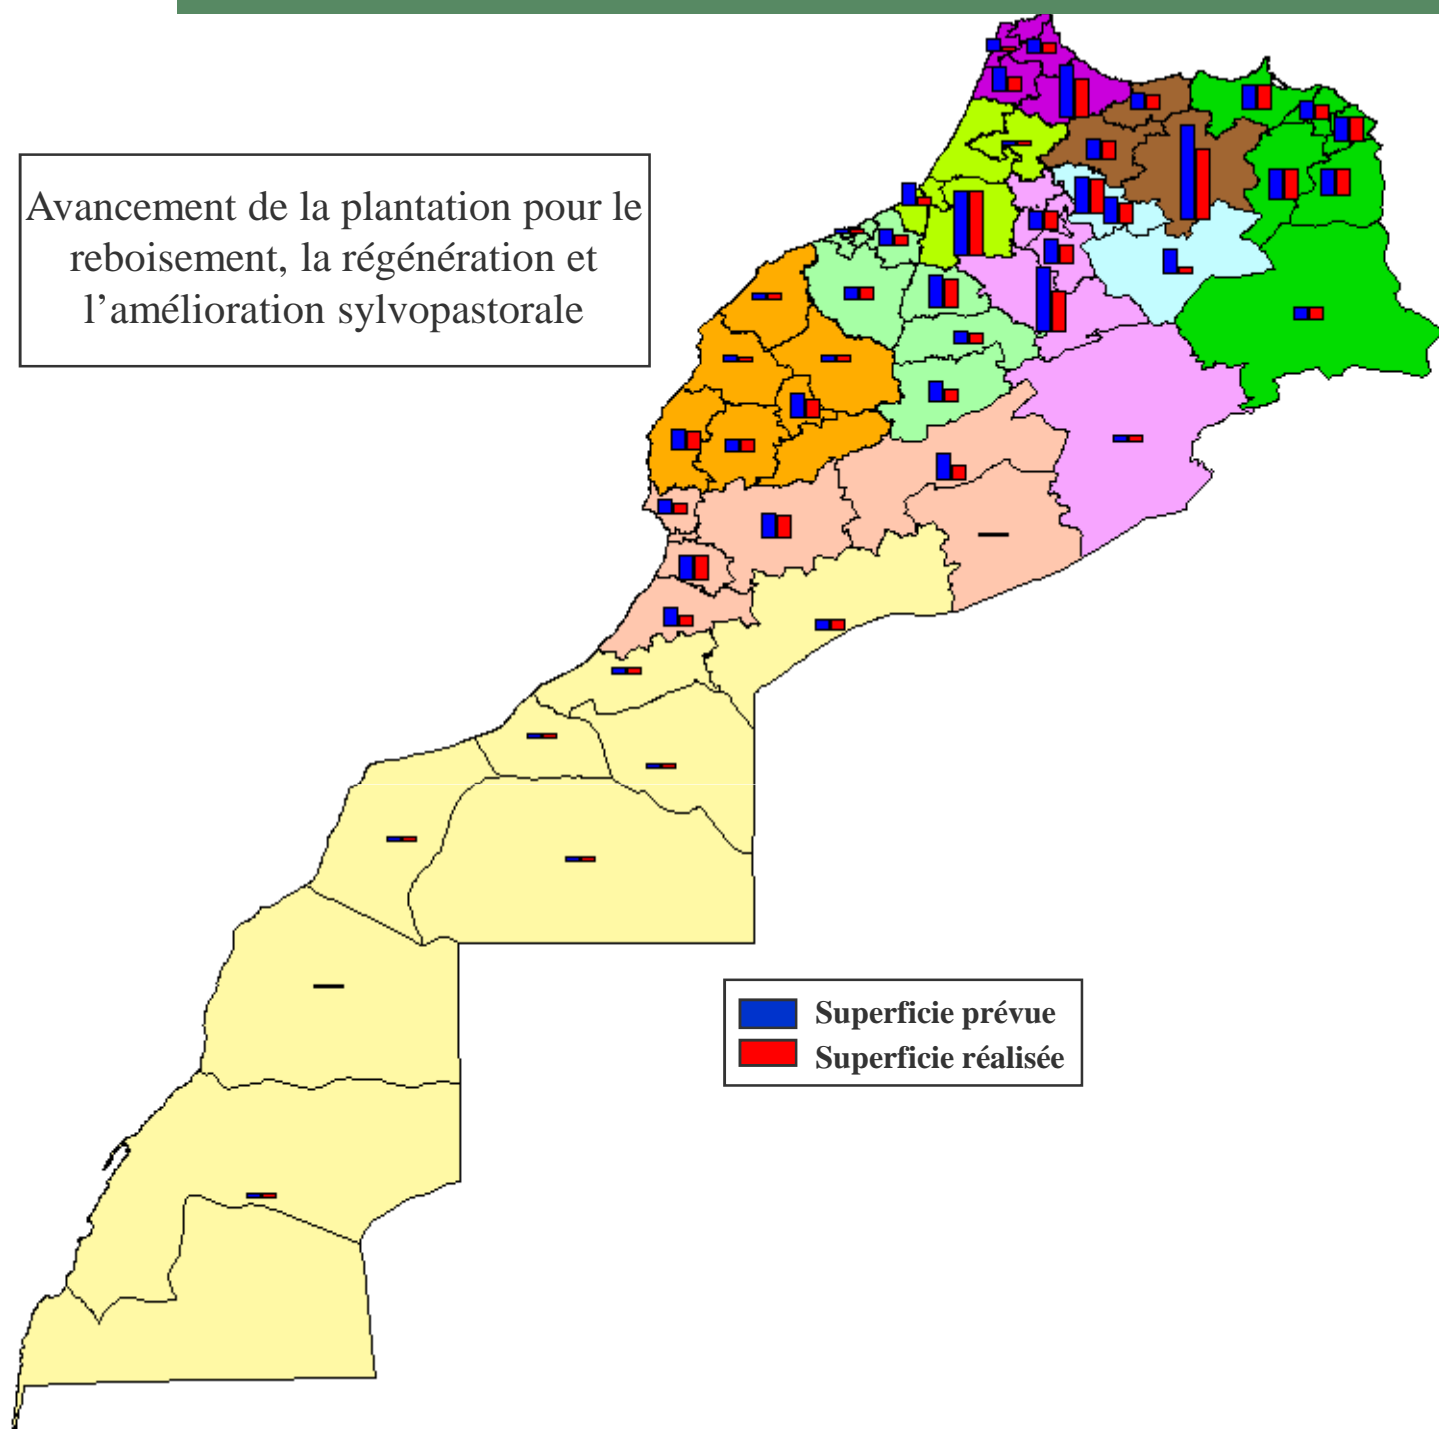 Avancement de la plantation pour le
reboisement, la régénération et
l’amélioration sylvopastorale
Superficie prévue
Superficie réalisée